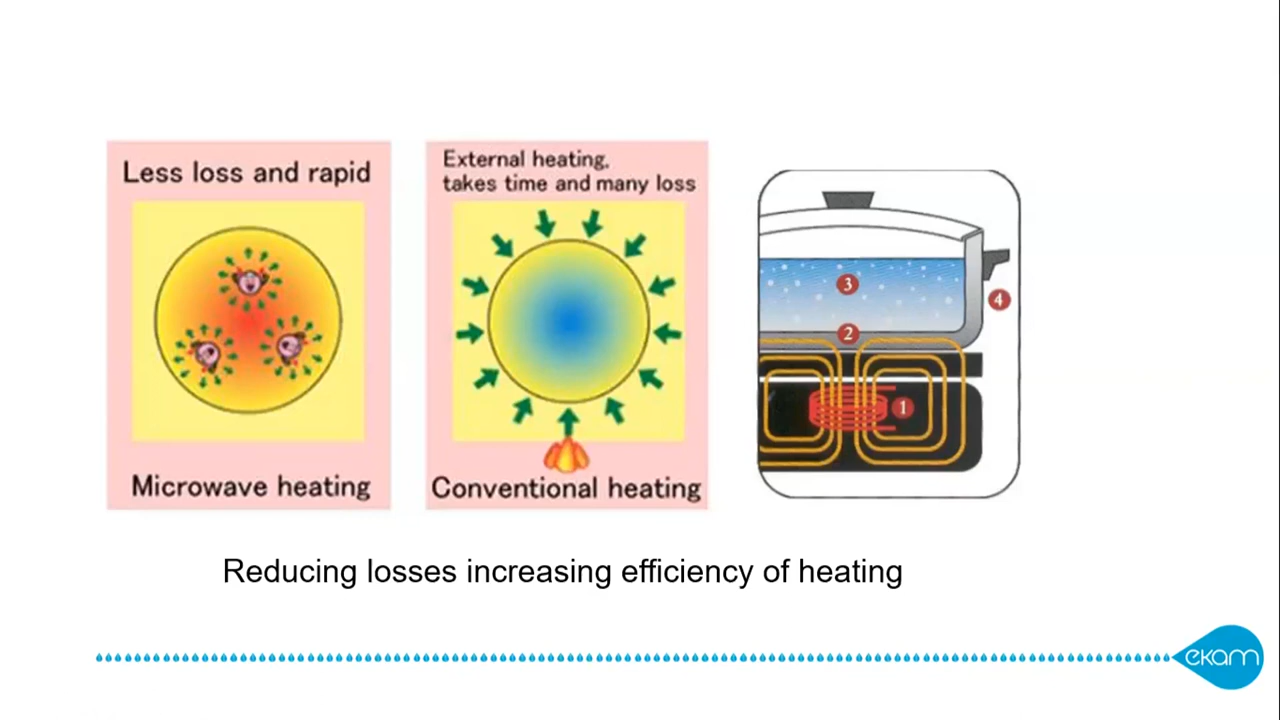 Less loss and rapid
Microwave heating
External heating,
takes time and many loss
Conventional heating
3
4
2
1
Reducing losses increasing efficiency of heating
ekam